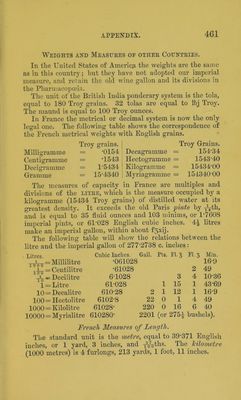 APPENDIX. 461
WEIGHTS AND MEASURES OF OTHER COUNTRIES.
In the United States of America the weights are the same
as in this country; but they have not adopted our imperial
measure, and retain the old wine gallon and its divisions in
the Pharmacopœia.
The unit of the British India ponderary system is the tola,
equal to 180 Troy grains. 32 tolas are equal to lbj Troy.
The maund is equal to 100 Troy ounces.
In France the metrical or decimal system is now the only
legal one. The following table shows the correspondence of
the French metrical weights with English grains.
Troy grains. Troy Grains.
Milligramme = ·0154 Decagramme = 154·34
Centigramme = ·1543 Hectogramme = 1543·40
Decigramme = 1·5434 Kilogramme = 15434·00
Gramme = 15·4340 Myriagramme = 154340·00
The measures of capacity in France are multiples and
divisions of the LITRE, which is the measure occupied by a
kilogramme (15434 Troy grains) of distilled water at its
greatest density. It exceeds the old Paris pinte by
and is equal to 35 fluid ounces and 103 minims, or 1·7608
imperial pints, or 61·028 English cubic inches. 4½ litres
make an imperial gallon, within about f℥ij.
The following table will show the relations between the
litre and the imperial gallon of 277·2738 c. inches:
Litres. Cubic Inches. Gall. Pts. Fl.℥ Fl.ʒ Min.
1/1000 = Millilitre ·061028 16·9
1/100 = Centilitre ·61028 2 49
1/10 = Decilitre 6·1028 3 4 10·36
1 = Litre 61·028 1 15 1 43·69
10 = Decalitre 610·28 2 1 12 1 16·9
100 = Hectolitre 6102·8 22 0 1 4 49
1000 = Kilolitre 61028· 220 0 16 6 40
10000 = Myrialitre 610280· 2201 (or 275¼ bushels).
French Measures of Length.
The standard unit is the metre, equal to 39·371 English
inches, or 1 yard, 3 inches, and
(1000 metres) is 4 furlongs, 213 yards, 1 foot, 11 inches.